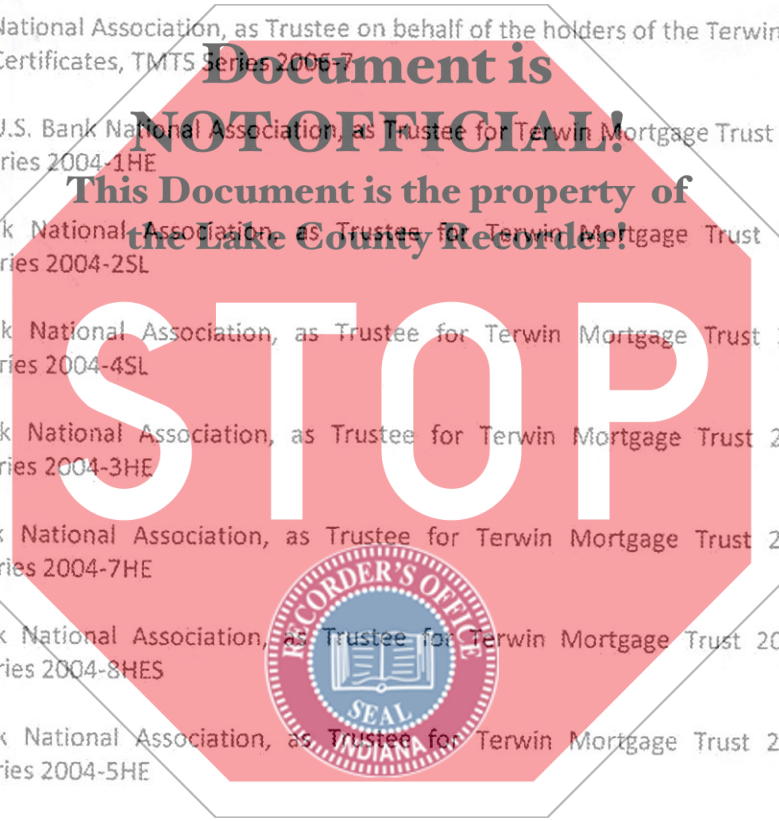 National Association, as Trustee on behalf of the holders of the Terwin
Certificates, TMTS Series 2006-7
Document is
NOT OFFICIAL!
This Document is the property of
the Lake County Recorder!
U.S. Bank National Association, as Trustee for Terwin Mortgage Trust
ries 2004-1HE
k National Association, as Trustee for Terwin Mortgage Trust
ries 2004-2SL
k National Association, as Trustee for Terwin Mortgage Trust
ries 2004-4SL
STOP
k National Association, as Trustee for Terwin Mortgage Trust 2
ries 2004-3HE
k National Association, as Trustee for Terwin Mortgage Trust 2
ries 2004-7HE
k National Association, as Trustee for Terwin Mortgage Trust 20
ries 2004-8HES
k National Association, as Trustee for Terwin Mortgage Trust 2
ries 2004-5HE
RECORDER'S OFFICE
SEAL
INDIANA